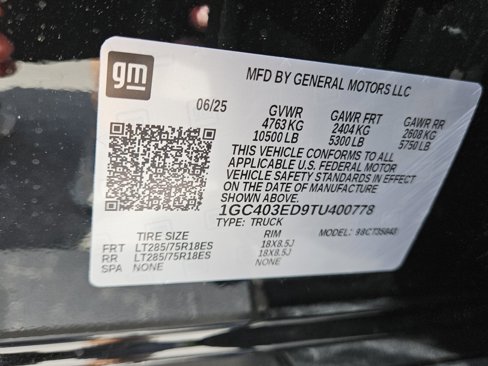 gm
MFD BY GENERAL MOTORS LLC
06/25 GVWR GAWR FRT GAWR RR
4763 KG 2404 KG 2608 KG
10500 LB 5300 LB 5750 LB
THIS VEHICLE CONFORMS TO ALL
APPLICABLE U.S. FEDERAL MOTOR
VEHICLE SAFETY STANDARDS IN EFFECT
ON THE DATE OF MANUFACTURE
SHOWN ABOVE.
1GC403ED9TU400778
TYPE: TRUCK MODEL:
TIRE SIZE RIM
FRT LT285/75R18ES 18X8.5J
RR LT285/75R18ES 18X8.5J
SPA NONE NONE